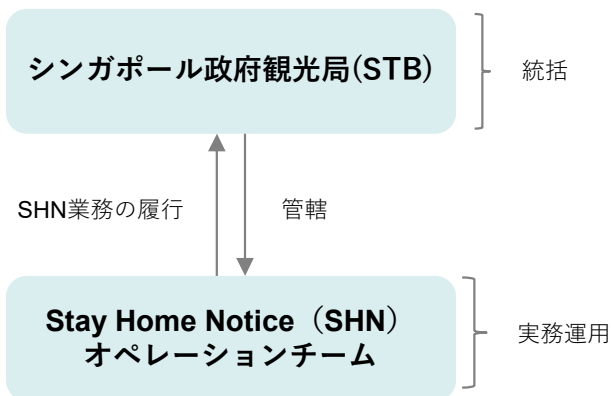 シンガポール政府観光局(STB)
統括
SHN業務の履行
管轄
Stay Home Notice（SHN）
オペレーションチーム
実務運用